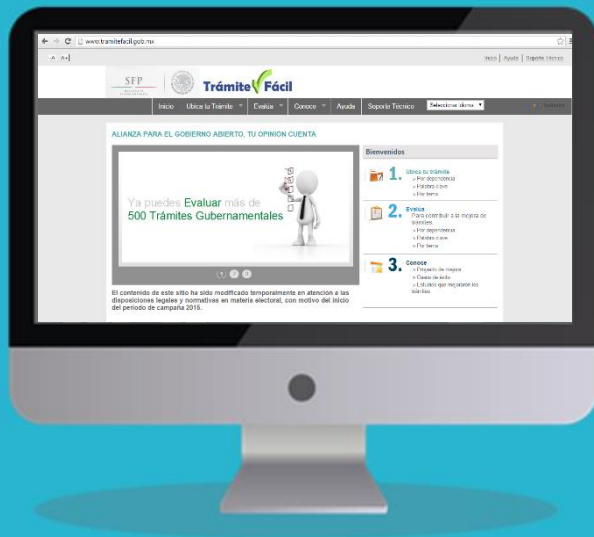 www.tramitefacil.gob.mx
A A+
Inicio | Ayuda | Soporte Técnico
SFP
Trámite Fácil
Inicio Ubica tu Trámite Evalúa Conoce Ayuda Soporte Técnico Seleccionar idioma
ALIANZA PARA EL GOBIERNO ABIERTO, TU OPINION CUENTA
Ya puedes Evaluar más de
500 Trámites Gubernamentales
1 2 3
El contenido de este sitio ha sido modificado temporalmente en atención a las
disposiciones legales y normativas en materia electoral, con motivo del inicio
del periodo de campaña 2015.
Bienvenidos
1. Ubica tu trámite
» Por dependencia
» Palabra clave
» Por tema
2. Evalúa
Para contribuir a la mejora de
trámites
» Por dependencia
» Palabra clave
» Por tema
3. Conoce
» Proyecto de mejora
» Casos de éxito
» Estudios que mejorarán los
trámites